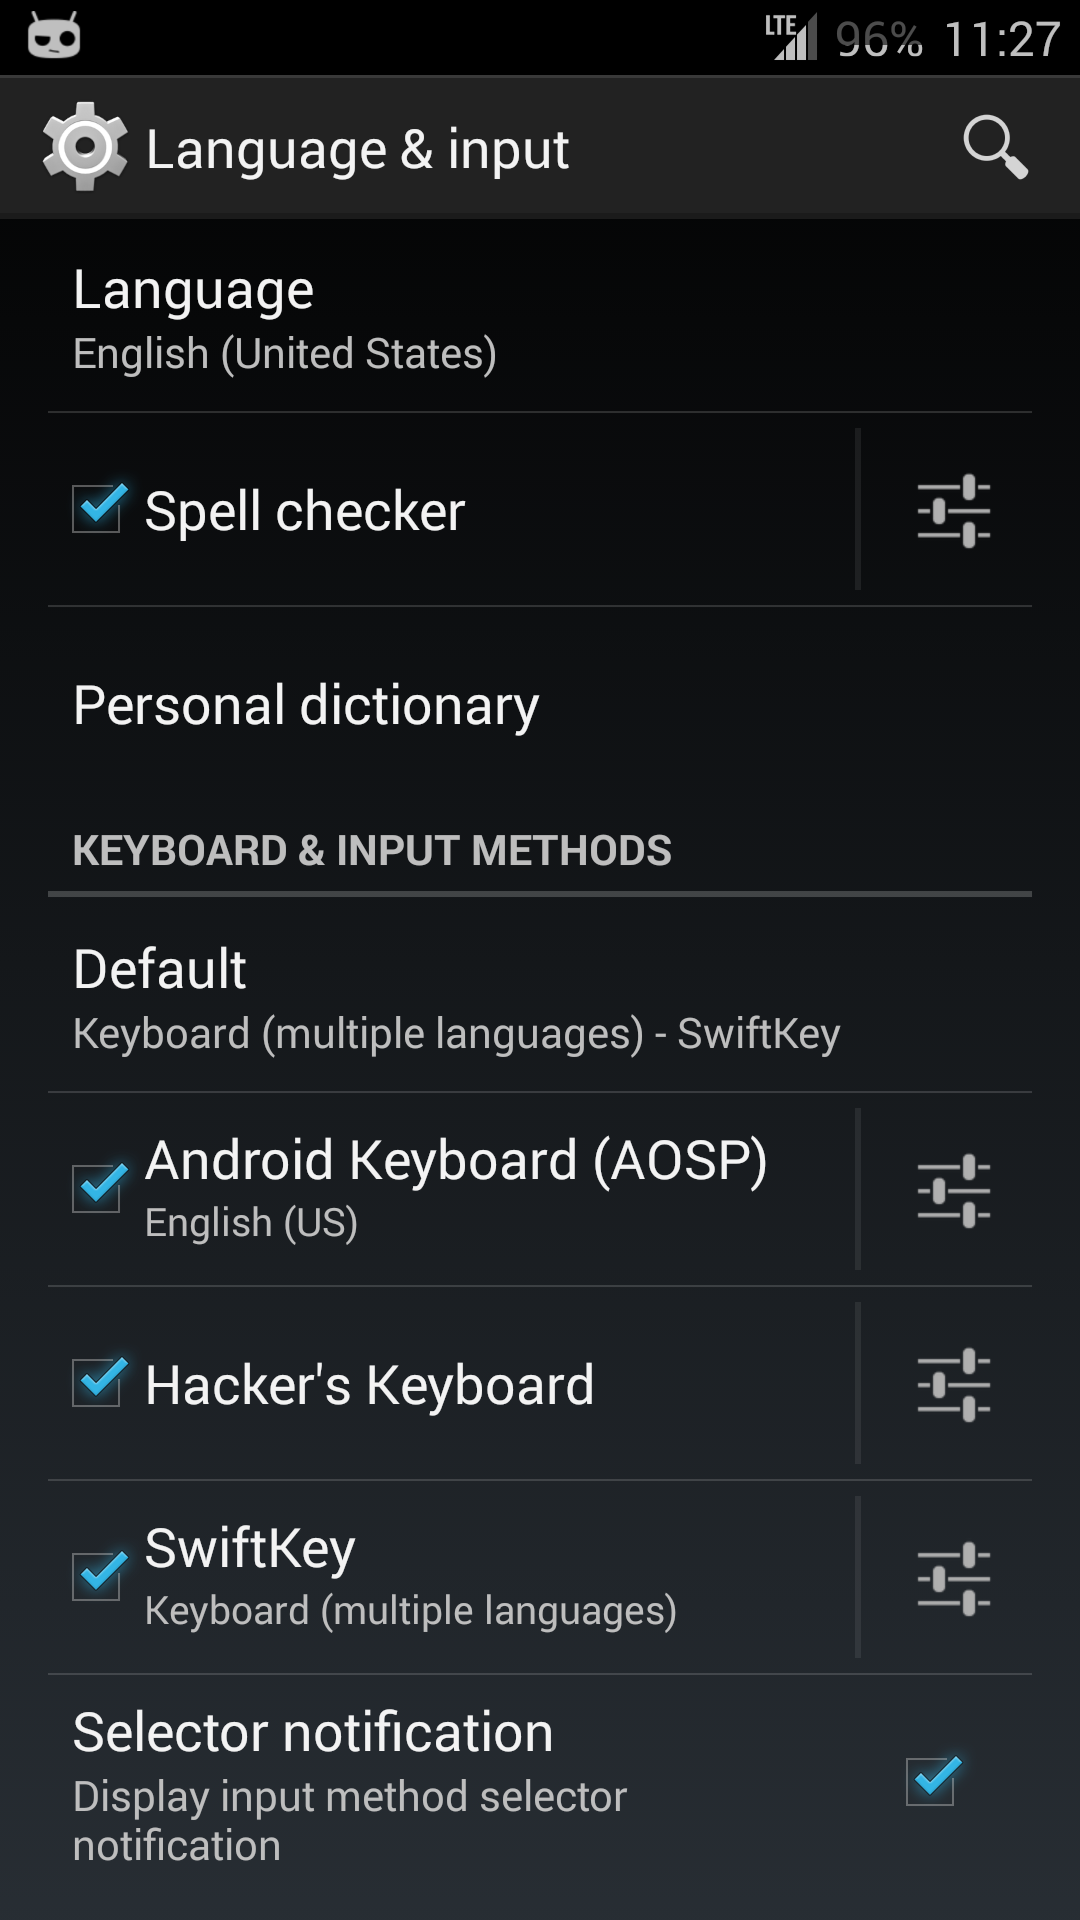 LTE 96% 11:27
Language & input
Language
English (United States)
Spell checker
Personal dictionary
KEYBOARD & INPUT METHODS
Default
Keyboard (multiple languages) - SwiftKey
Android Keyboard (AOSP)
English (US)
Hacker's Keyboard
SwiftKey
Keyboard (multiple languages)
Selector notification
Display input method selector
notification